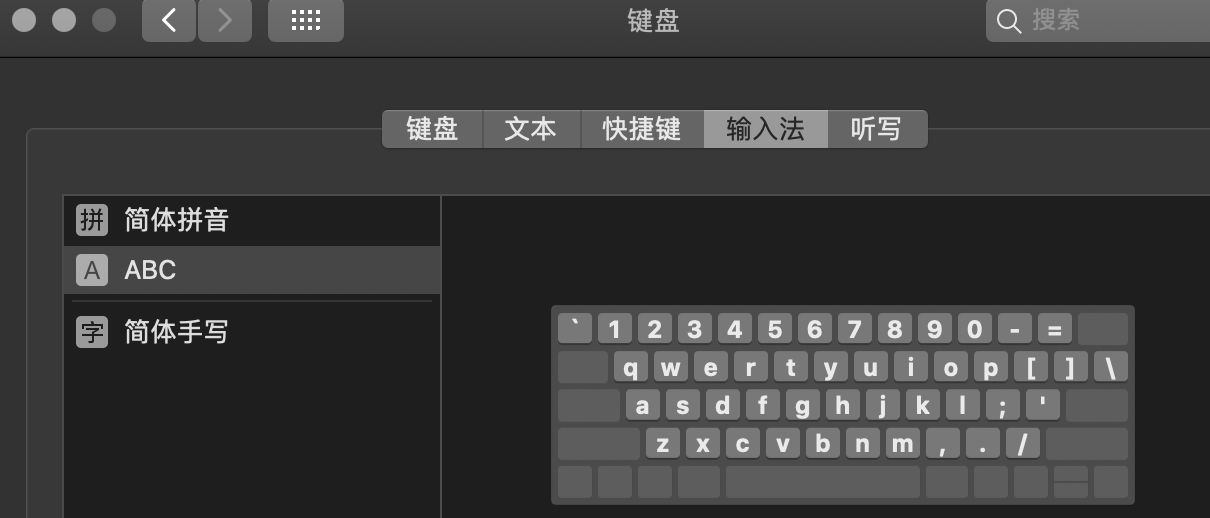 键盘
搜索
键盘 文本 快捷键 输入法 听写
拼 简体拼音
A ABC
字 简体手写
` 1 2 3 4 5 6 7 8 9 0 - =
q w e r t y u i o p [ ] \
a s d f g h j k l ; '
z x c v b n m , . /